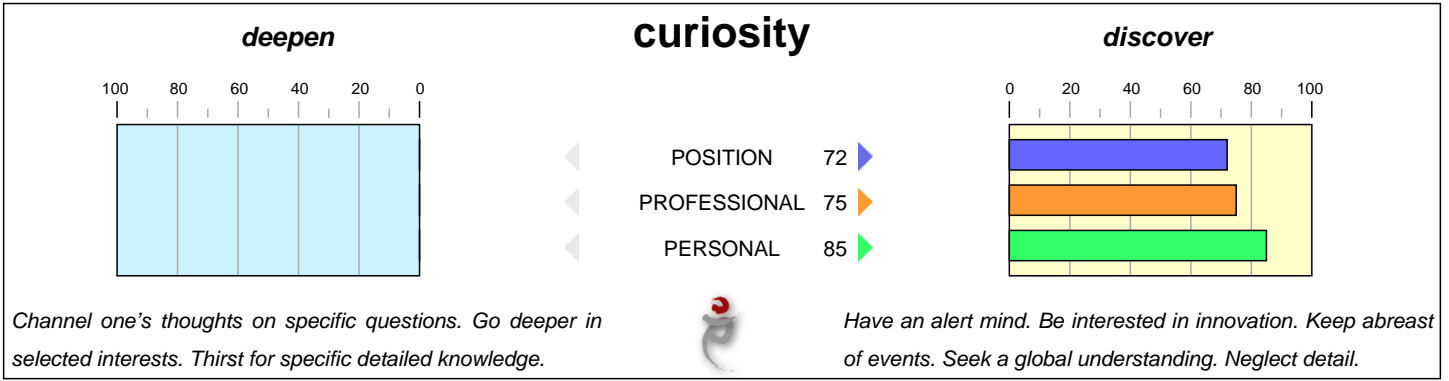 curiosity
deepen
discover
100 80 60 40 20 0
0 20 40 60 80 100
POSITION 72
PROFESSIONAL 75
PERSONAL 85
Channel one's thoughts on specific questions. Go deeper in
selected interests. Thirst for specific detailed knowledge.
Have an alert mind. Be interested in innovation. Keep abreast
of events. Seek a global understanding. Neglect detail.